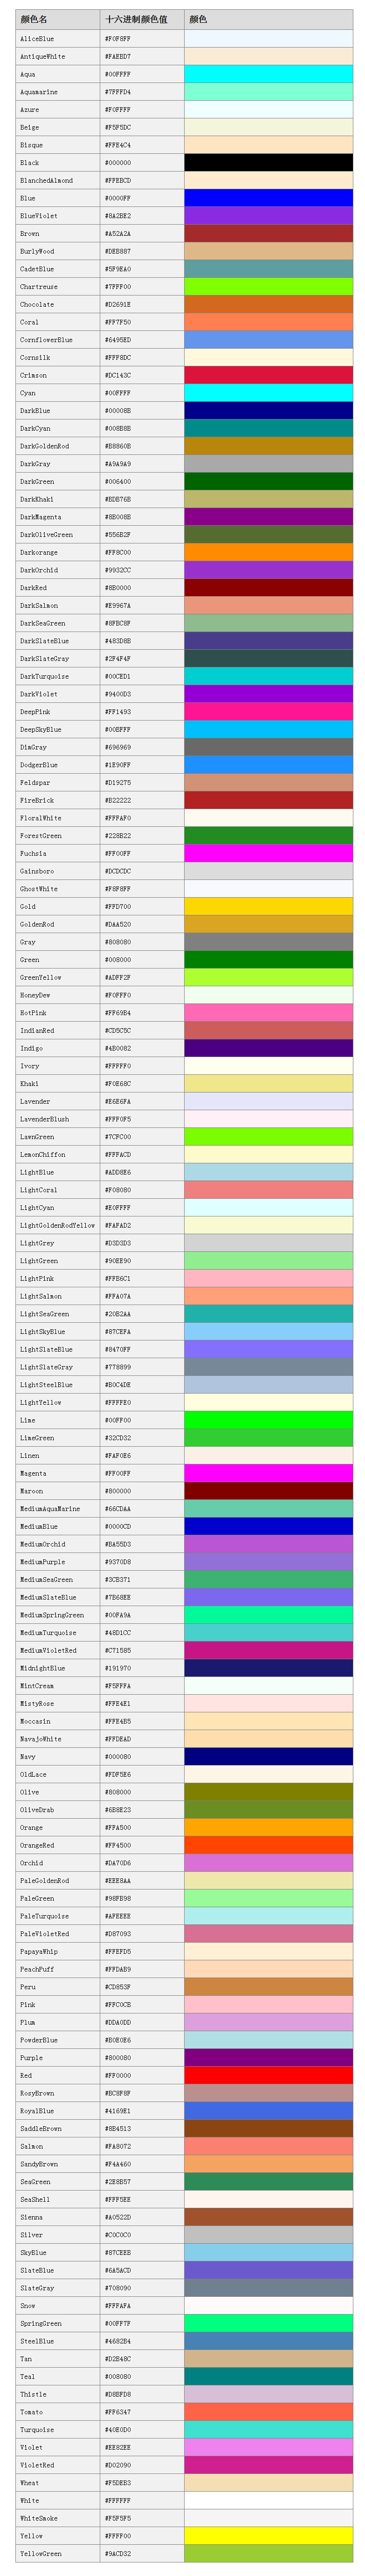 颜色名 十六进制颜色值 颜色
AliceBlue #F0F8FF
AntiqueWhite #FAEBD7
Aqua #00FFFF
Aquamarine #7FFFD4
Azure #F0FFFF
Beige #F5F5DC
Bisque #FFE4C4
Black #000000
BlanchedAlmond #FFEBCD
Blue #0000FF
BlueViolet #8A2BE2
Brown #A52A2A
BurlyWood #DEB887
CadetBlue #5F9EA0
Chartreuse #7FFF00
Chocolate #D2691E
Coral #FF7F50
CornflowerBlue #6495ED
Cornsilk #FFF8DC
Crimson #DC143C
Cyan #00FFFF
DarkBlue #00008B
DarkCyan #008B8B
DarkGoldenRod #B8860B
DarkGray #A9A9A9
DarkGreen #006400
DarkKhaki #BDB76B
DarkMagenta #8B008B
DarkOliveGreen #556B2F
Darkorange #FF8C00
DarkOrchid #9932CC
DarkRed #8B0000
DarkSalmon #E9967A
DarkSeaGreen #8FBC8F
DarkSlateBlue #483D8B
DarkSlateGray #2F4F4F
DarkTurquoise #00CED1
DarkViolet #9400D3
DeepPink #FF1493
DeepSkyBlue #00BFFF
DimGray #696969
DodgerBlue #1E90FF
Feldspar #D19275
FireBrick #B22222
FloralWhite #FFFAF0
ForestGreen #228B22
Fuchsia #FF00FF
Gainsboro #DCDCDC
GhostWhite #F8F8FF
Gold #FFD700
GoldenRod #DAA520
Gray #808080
Green #008000
GreenYellow #ADFF2F
HoneyDew #F0FFF0
HotPink #FF69B4
IndianRed #CD5C5C
Indigo #4B0082
Ivory #FFFFF0
Khaki #F0E68C
Lavender #E6E6FA
LavenderBlush #FFF0F5
LawnGreen #7CFC00
LemonChiffon #FFFACD
LightBlue #ADD8E6
LightCoral #F08080
LightCyan #E0FFFF
LightGoldenRodYellow #FAFAD2
LightGrey #D3D3D3
LightGreen #90EE90
LightPink #FFB6C1
LightSalmon #FFA07A
LightSeaGreen #20B2AA
LightSkyBlue #87CEFA
LightSlateBlue #8470FF
LightSlateGray #778899
LightSteelBlue #B0C4DE
LightYellow #FFFFE0
Lime #00FF00
LimeGreen #32CD32
Linen #FAF0E6
Magenta #FF00FF
Maroon #800000
MediumAquaMarine #66CDAA
MediumBlue #0000CD
MediumOrchid #BA55D3
MediumPurple #9370D8
MediumSeaGreen #3CB371
MediumSlateBlue #7B68EE
MediumSpringGreen #00FA9A
MediumTurquoise #48D1CC
MediumVioletRed #C71585
MidnightBlue #191970
MintCream #F5FFFA
MistyRose #FFE4E1
Moccasin #FFE4B5
NavajoWhite #FFDEAD
Navy #000080
OldLace #FDF5E6
Olive #808000
OliveDrab #6B8E23
Orange #FFA500
OrangeRed #FF4500
Orchid #DA70D6
PaleGoldenRod #EEE8AA
PaleGreen #98FB98
PaleTurquoise #AFEEEE
PaleVioletRed #D87093
PapayaWhip #FFEFD5
PeachPuff #FFDAB9
Peru #CD853F
Pink #FFC0CB
Plum #DDA0DD
PowderBlue #B0E0E6
Purple #800080
Red #FF0000
RosyBrown #BC8F8F
RoyalBlue #4169E1
SaddleBrown #8B4513
Salmon #FA8072
SandyBrown #F4A460
SeaGreen #2E8B57
SeaShell #FFF5EE
Sienna #A0522D
Silver #C0C0C0
SkyBlue #87CEEB
SlateBlue #6A5ACD
SlateGray #708090
Snow #FFFAFA
SpringGreen #00FF7F
SteelBlue #4682B4
Tan #D2B48C
Teal #008080
Thistle #D8BFD8
Tomato #FF6347
Turquoise #40E0D0
Violet #EE82EE
VioletRed #D02090
Wheat #F5DEB3
White #FFFFFF
WhiteSmoke #F5F5F5
Yellow #FFFF00
YellowGreen #9ACD32